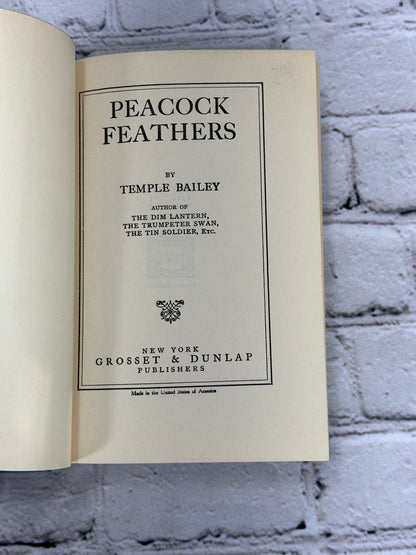 PEACOCK
FEATHERS
BY
TEMPLE BAILEY
AUTHOR OF
THE DIM LANTERN,
THE TRUMPETER SWAN,
THE TIN SOLDIER, ETC.
NEW YORK
GROSSET & DUNLAP
PUBLISHERS
Made in the United States of America